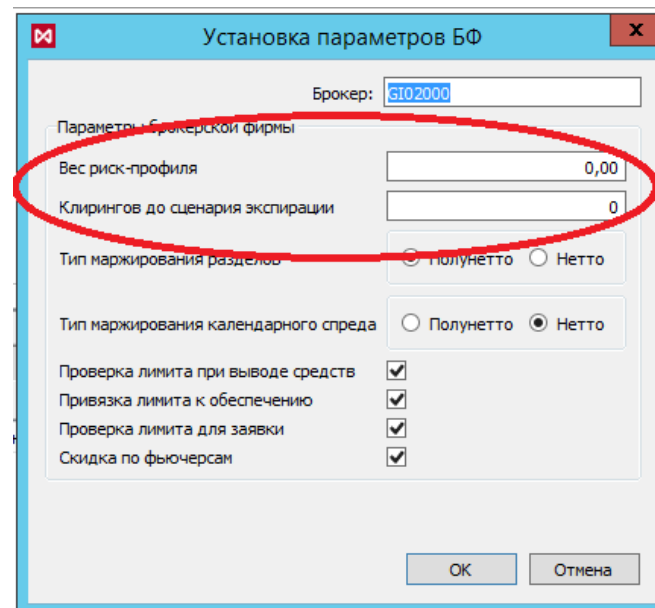 Установка параметров БФ
x
Брокер: GI02000
Параметры брокерской фирмы
Вес риск-профиля 0,00
Клирингов до сценария экспирации 0
Тип маржирования разделов Полунетто Нетто
Тип маржирования календарного спреда Полунетто Нетто
Проверка лимита при выводе средств
Привязка лимита к обеспечению
Проверка лимита для заявки
Скидка по фьючерсам
ОК Отмена